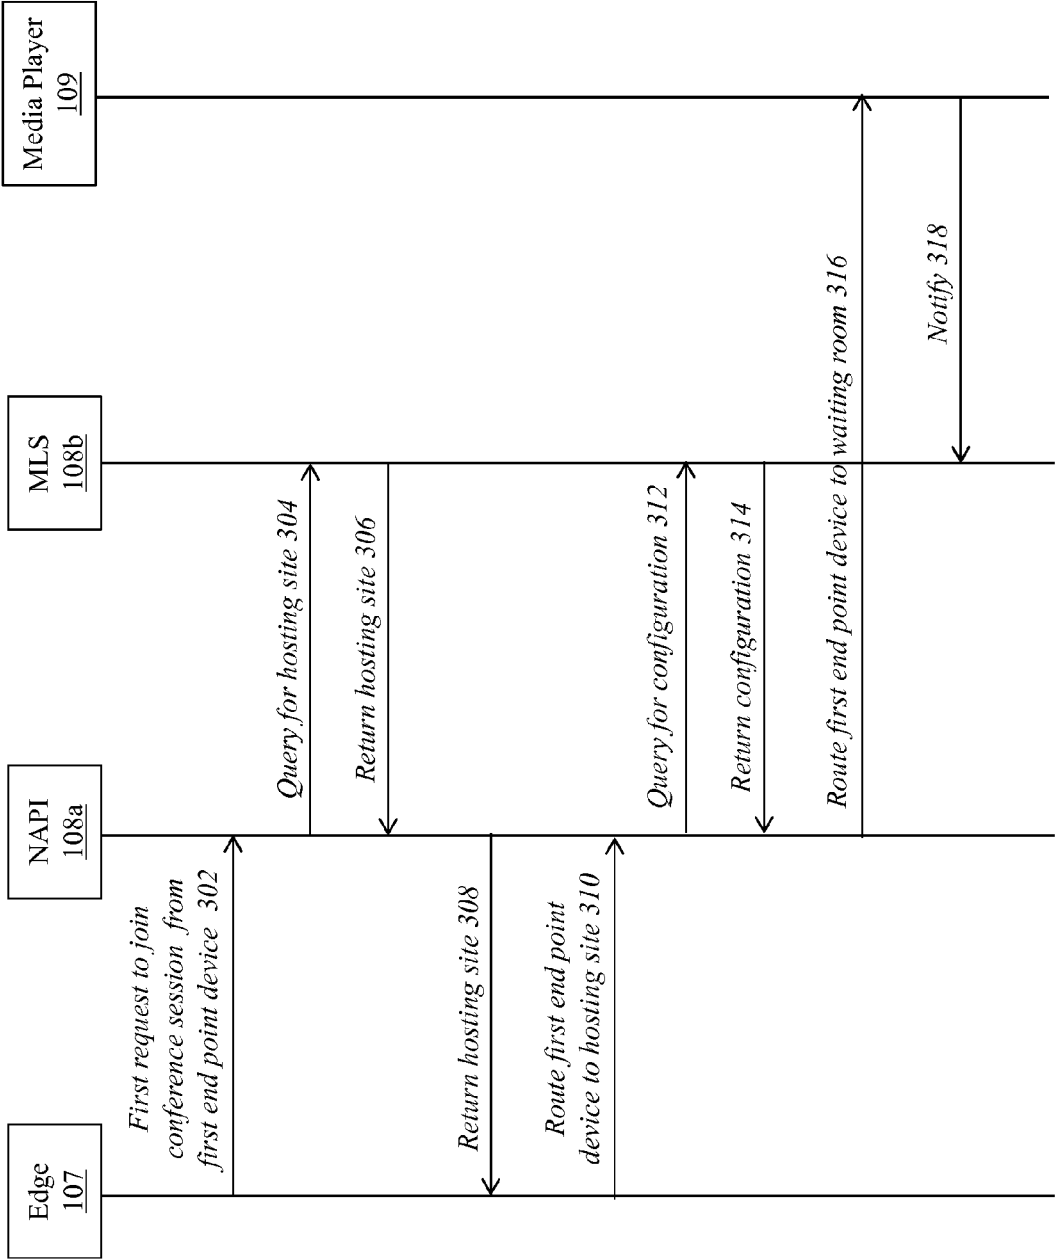 Edge
107
NAPI
108a
MLS
108b
Media Player
109
First request to join
conference session from
first end point device 302
Query for hosting site 304
Return hosting site 306
Return hosting site 308
Route first end point
device to hosting site 310
Query for configuration 312
Return configuration 314
Route first end point device to waiting room 316
Notify 318